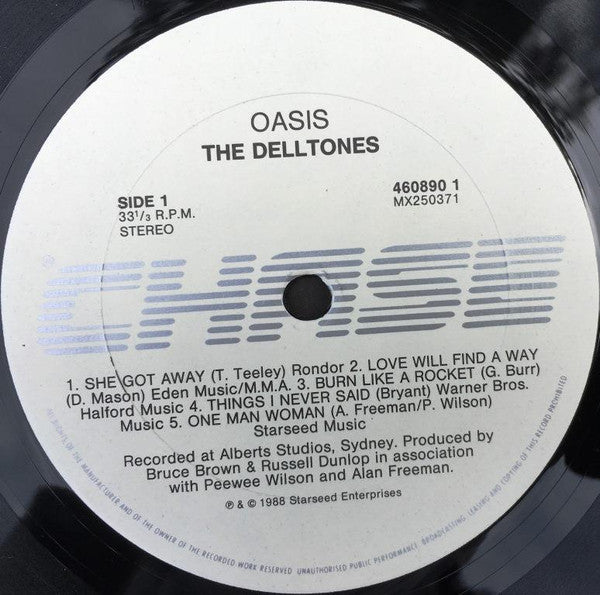 OASIS
THE DELLTONES
SIDE 1
33 1/3 R.P.M.
STEREO
460890 1
MX250371
CHASE
1. SHE GOT AWAY (T. Teeley) Rondor 2. LOVE WILL FIND A WAY
(D. Mason) Eden Music/M.M.A. 3. BURN LIKE A ROCKET (G. Burr)
Halford Music 4. THINGS I NEVER SAID (Bryant) Warner Bros.
Music 5. ONE MAN WOMAN (A. Freeman/P. Wilson)
Starseed Music
Recorded at Alberts Studios, Sydney. Produced by
Bruce Brown & Russell Dunlop in association
with Peewee Wilson and Alan Freeman.
℗ & © 1988 Starseed Enterprises
ALL RIGHTS OF THE MANUFACTURER AND OF THE OWNER OF THE RECORDED WORK RESERVED UNAUTHORISED PUBLIC PERFORMANCE BROADCASTING LEASING AND COPYING OF THIS RECORD PROHIBITED